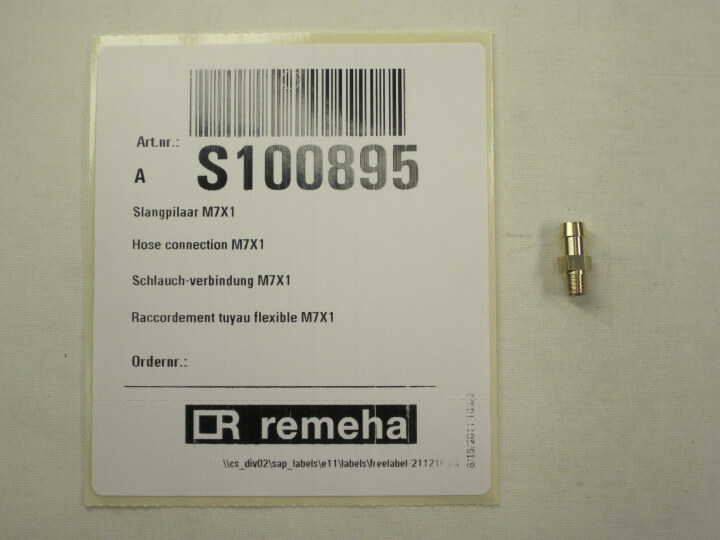 Art.nr.:
A S100895
Slangpilaar M7X1
Hose connection M7X1
Schlauch-verbindung M7X1
Raccordement tuyau flexible M7X1
Ordernr.:
R remeha